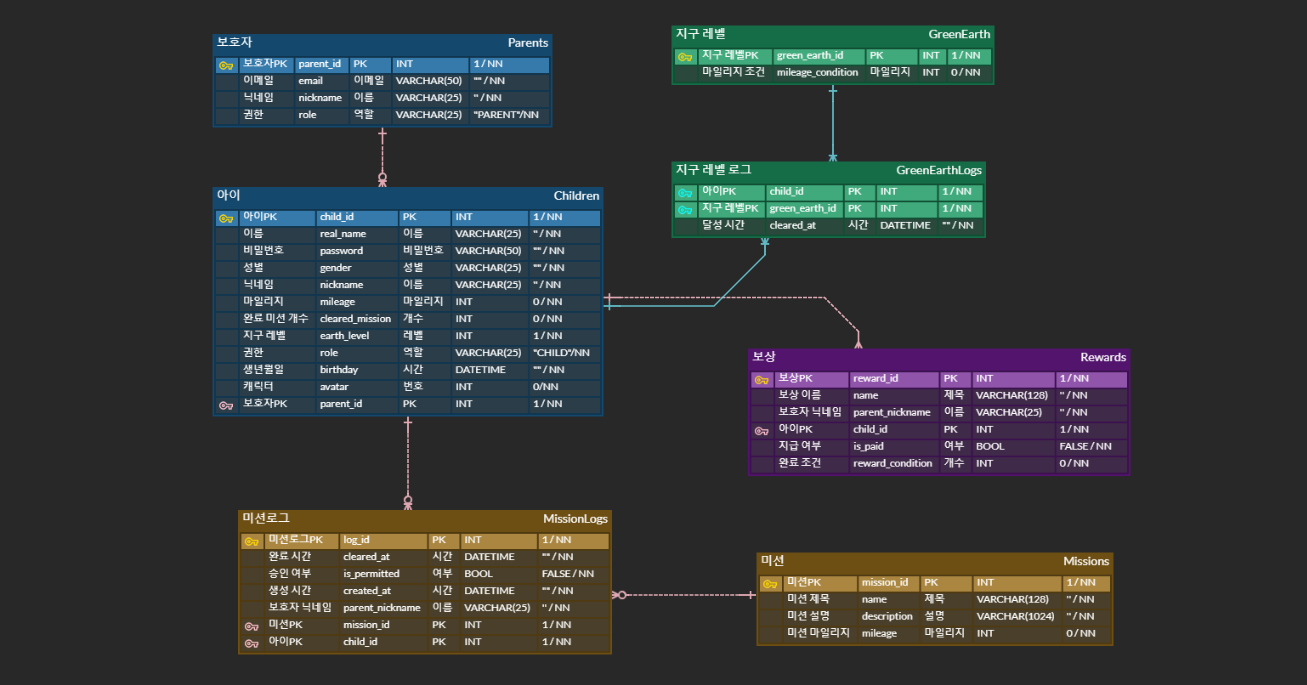 보호자 Parents
보호자PK parent_id PK INT 1 / NN
이메일 email 이메일 VARCHAR(50) "" / NN
닉네임 nickname 이름 VARCHAR(25) '' / NN
권한 role 역할 VARCHAR(25) "PARENT"/NN
지구 레벨 GreenEarth
지구 레벨PK green_earth_id PK INT 1 / NN
마일리지 조건 mileage_condition 마일리지 INT 0 / NN
지구 레벨 로그 GreenEarthLogs
아이PK child_id PK INT 1 / NN
지구 레벨PK green_earth_id PK INT 1 / NN
달성 시간 cleared_at 시간 DATETIME "" / NN
아이 Children
아이PK child_id PK INT 1 / NN
이름 real_name 이름 VARCHAR(25) '' / NN
비밀번호 password 비밀번호 VARCHAR(50) "" / NN
성별 gender 성별 VARCHAR(25) "" / NN
닉네임 nickname 이름 VARCHAR(25) '' / NN
마일리지 mileage 마일리지 INT 0 / NN
완료 미션 개수 cleared_mission 개수 INT 0 / NN
지구 레벨 earth_level 레벨 INT 1 / NN
권한 role 역할 VARCHAR(25) "CHILD"/NN
생년월일 birthday 시간 DATETIME "" / NN
캐릭터 avatar 번호 INT 0/NN
보호자PK parent_id PK INT 1 / NN
보상 Rewards
보상PK reward_id PK INT 1 / NN
보상 이름 name 제목 VARCHAR(128) '' / NN
보호자 닉네임 parent_nickname 이름 VARCHAR(25) '' / NN
아이PK child_id PK INT 1 / NN
지급 여부 is_paid 여부 BOOL FALSE / NN
완료 조건 reward_condition 개수 INT 0 / NN
미션로그 MissionLogs
미션로그PK log_id PK INT 1 / NN
완료 시간 cleared_at 시간 DATETIME "" / NN
승인 여부 is_permitted 여부 BOOL FALSE / NN
생성 시간 created_at 시간 DATETIME "" / NN
보호자 닉네임 parent_nickname 이름 VARCHAR(25) '' / NN
미션PK mission_id PK INT 1 / NN
아이PK child_id PK INT 1 / NN
미션 Missions
미션PK mission_id PK INT 1 / NN
미션 제목 name 제목 VARCHAR(128) '' / NN
미션 설명 description 설명 VARCHAR(1024) '' / NN
미션 마일리지 mileage 마일리지 INT 0 / NN